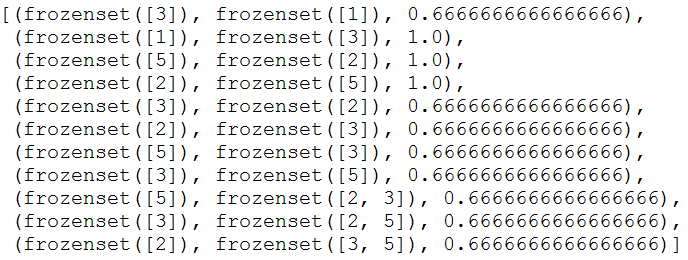 [(frozenset([3]), frozenset([1]), 0.6666666666666666),
(frozenset([1]), frozenset([3]), 1.0),
(frozenset([5]), frozenset([2]), 1.0),
(frozenset([2]), frozenset([5]), 1.0),
(frozenset([3]), frozenset([2]), 0.6666666666666666),
(frozenset([2]), frozenset([3]), 0.6666666666666666),
(frozenset([5]), frozenset([3]), 0.6666666666666666),
(frozenset([3]), frozenset([5]), 0.6666666666666666),
(frozenset([5]), frozenset([2, 3]), 0.6666666666666666),
(frozenset([3]), frozenset([2, 5]), 0.6666666666666666),
(frozenset([2]), frozenset([3, 5]), 0.6666666666666666)]